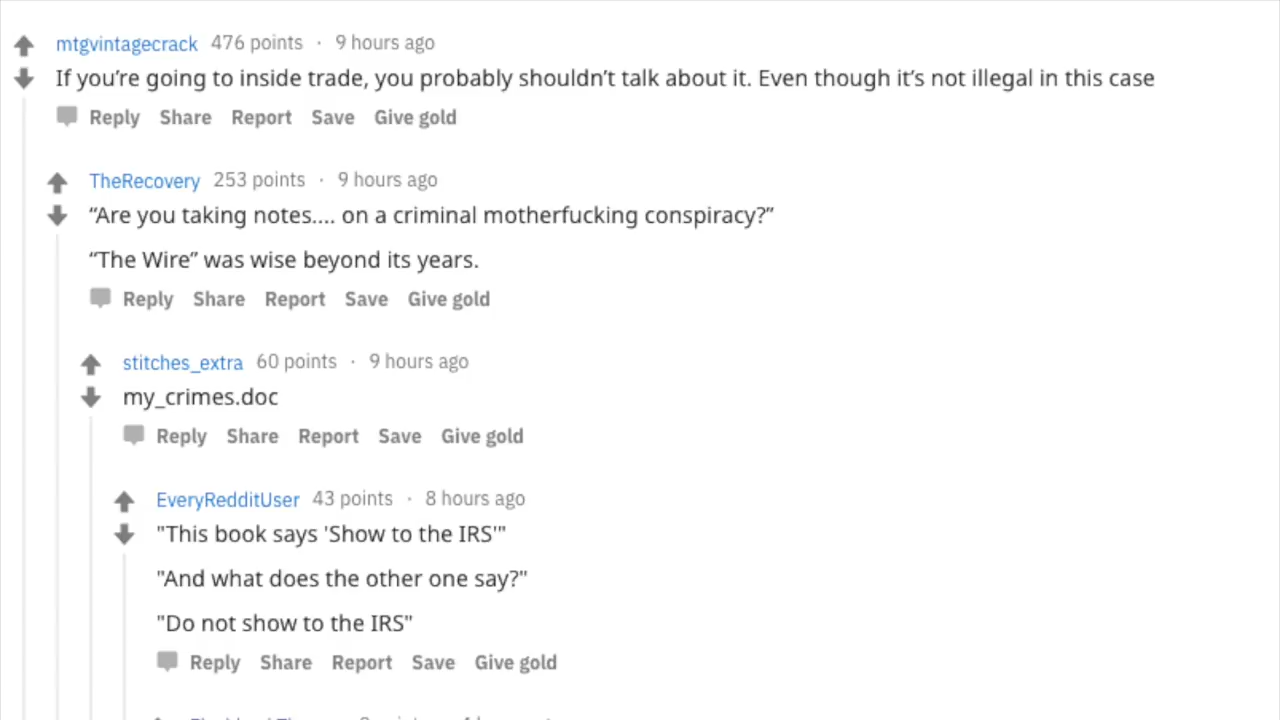 mtgvintagecrack 476 points · 9 hours ago
If you’re going to inside trade, you probably shouldn’t talk about it. Even though it’s not illegal in this case
Reply Share Report Save Give gold
TheRecovery 253 points · 9 hours ago
“Are you taking notes.... on a criminal motherfucking conspiracy?”
“The Wire” was wise beyond its years.
Reply Share Report Save Give gold
stitches_extra 60 points · 9 hours ago
my_crimes.doc
Reply Share Report Save Give gold
EveryRedditUser 43 points · 8 hours ago
"This book says 'Show to the IRS'"
"And what does the other one say?"
"Do not show to the IRS"
Reply Share Report Save Give gold